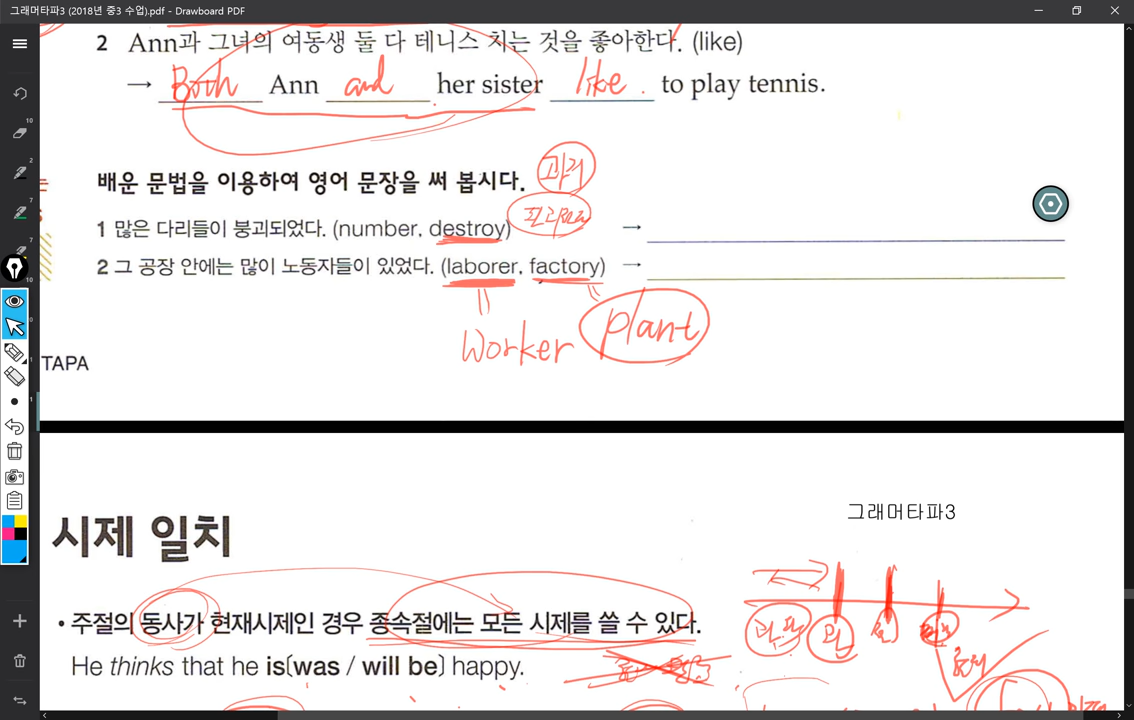 그래머타파3 (2018년 중3 수업).pdf - Drawboard PDF
2 Ann과 그녀의 여동생 둘 다 테니스 치는 것을 좋아한다. (like)
→ Both Ann and her sister like. to play tennis.
과거
배운 문법을 이용하여 영어 문장을 써 봅시다.
1 많은 다리들이 붕괴되었다. (number, destroy) →
2 그 공장 안에는 많이 노동자들이 있었다. (laborer, factory) →
worker plant
TAPA
그래머타파3
시제 일치
• 주절의 동사가 현재시제인 경우 종속절에는 모든 시제를 쓸 수 있다.
He thinks that he is(was / will be) happy.